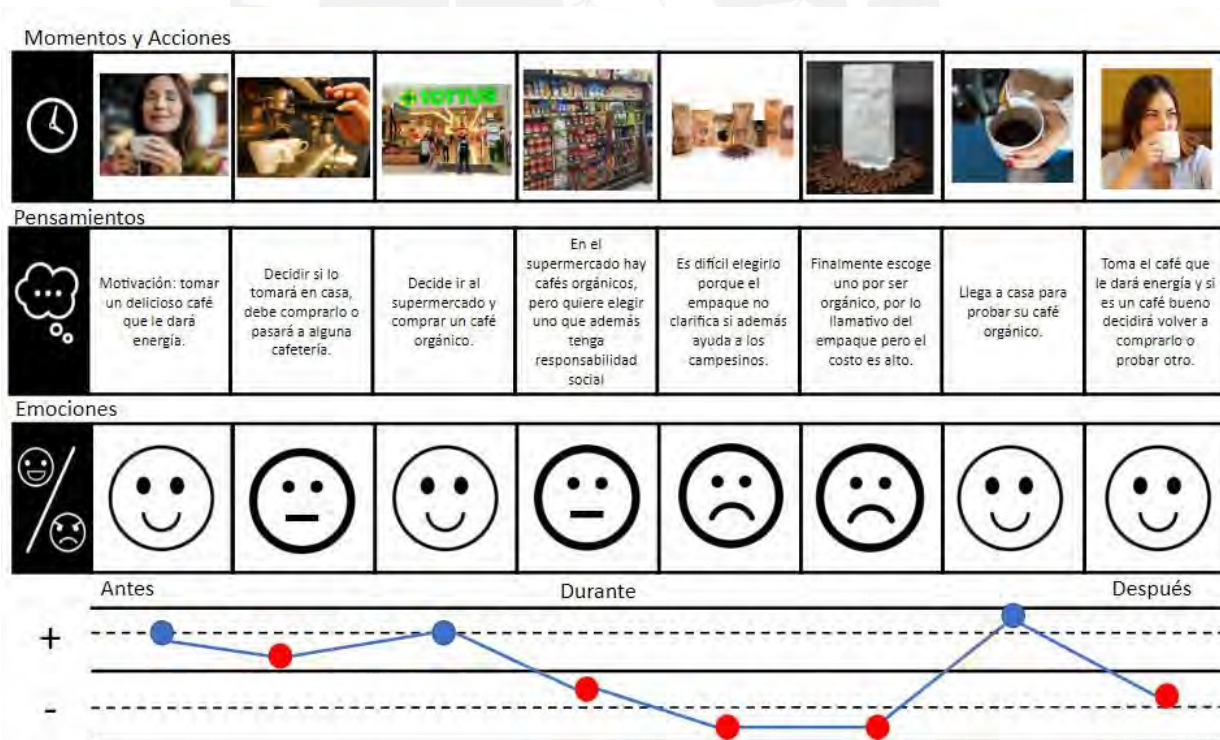 Momentos y Acciones
TOTTUS
Pensamientos
Motivación: tomar
un delicioso café
que le dará
energía.
Decidir si lo
tomará en casa,
debe comprarlo o
pasará a alguna
cafetería.
Decide ir al
supermercado y
comprar un café
orgánico.
En el
supermercado hay
cafés orgánicos,
pero quiere elegir
uno que además
tenga
responsabilidad
social
Es difícil elegirlo
porque el
empaque no
clarifica si además
ayuda a los
campesinos.
Finalmente escoge
uno por ser
orgánico, por lo
llamativo del
empaque pero el
costo es alto.
Llega a casa para
probar su café
orgánico.
Toma el café que
le dará energía y si
es un café bueno
decidirá volver a
comprarlo o
probar otro.
Emociones
Antes
Durante
Después
+
-